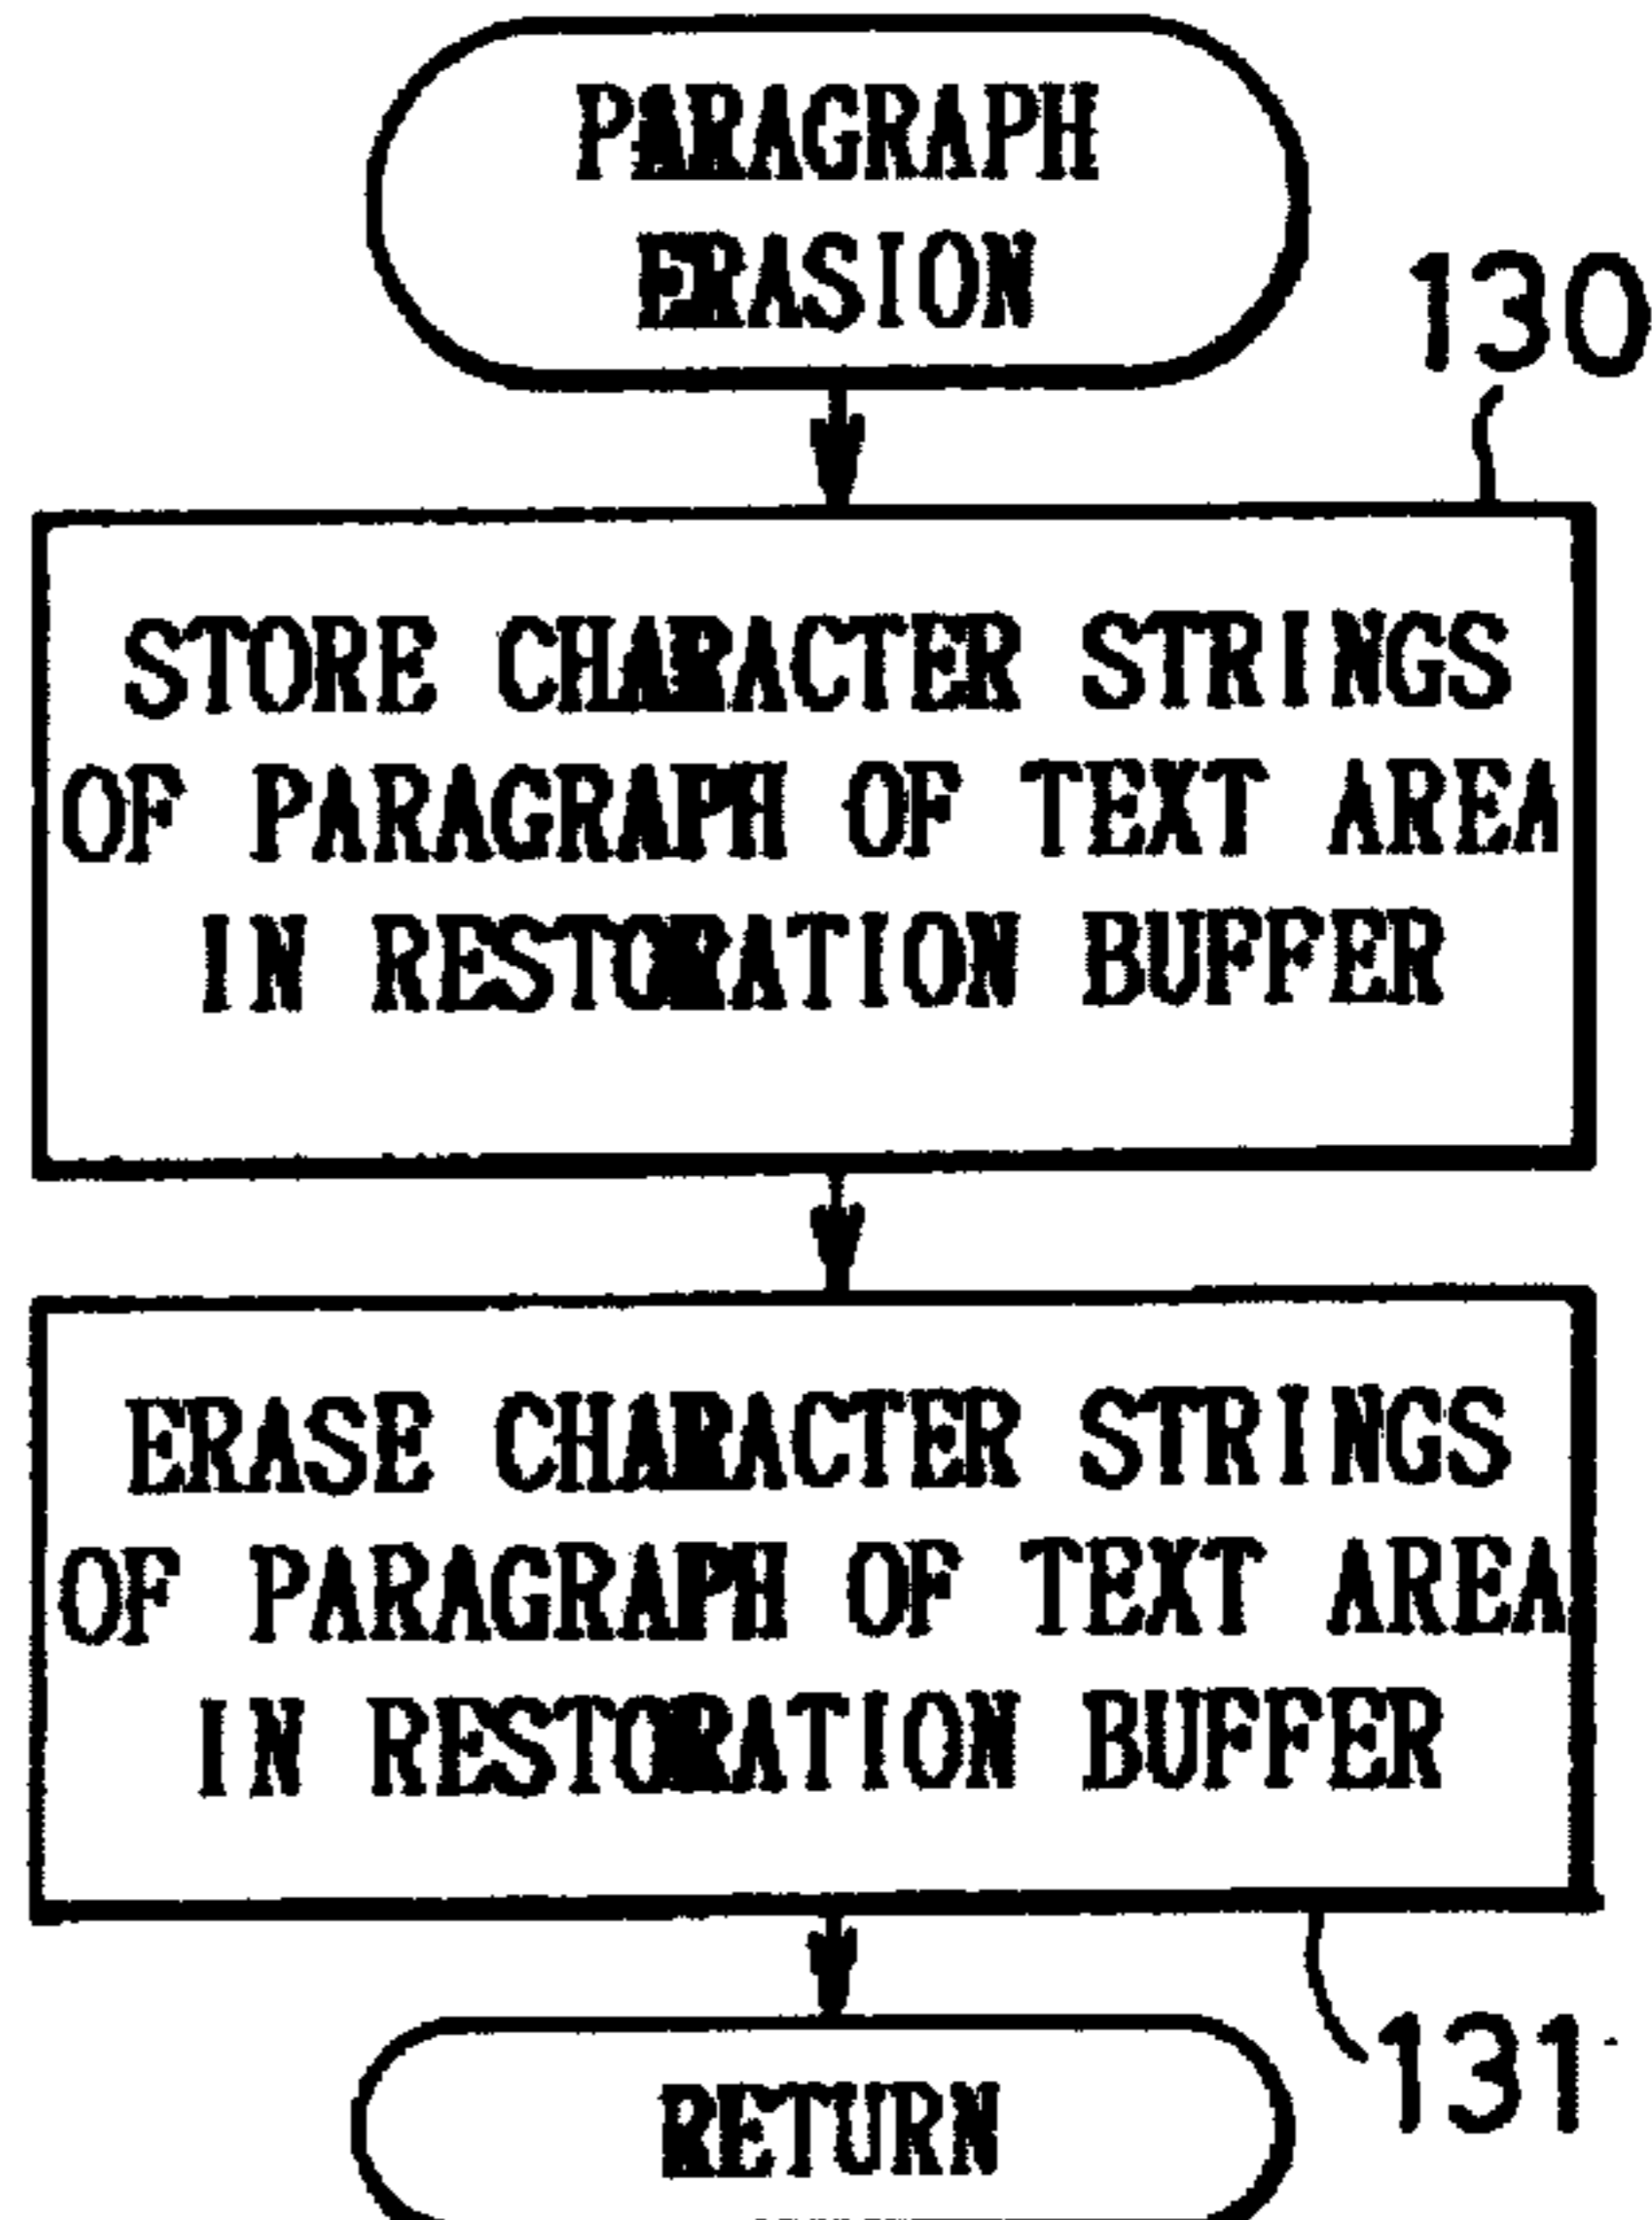 PARAGRAPH
ERASION
130
STORE CHARACTER STRINGS
OF PARAGRAPH OF TEXT AREA
IN RESTORATION BUFFER
ERASE CHARACTER STRINGS
OF PARAGRAPH OF TEXT AREA
IN RESTORATION BUFFER
131
RETURN